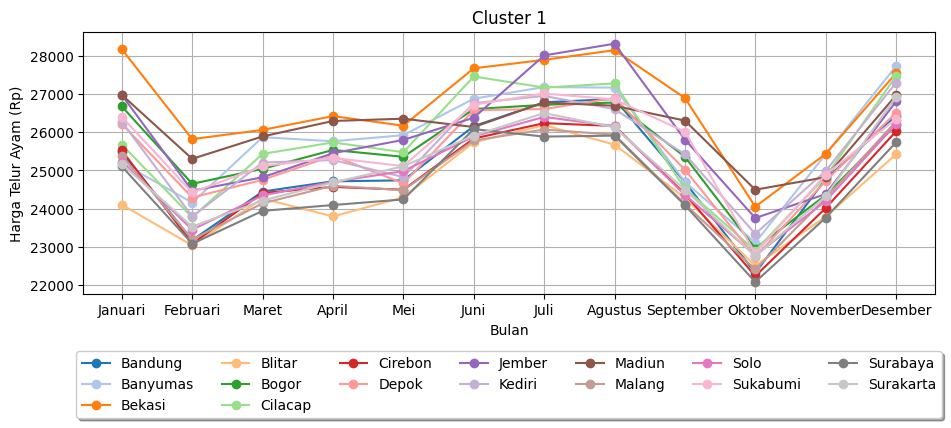 Cluster 1
Harga Telur Ayam (Rp)
28000
27000
26000
25000
24000
23000
22000
Januari Februari Maret April Mei Juni Juli Agustus September Oktober November Desember
Bulan
Bandung Blitar Cirebon Jember Madiun Solo Surabaya
Banyumas Bogor Depok Kediri Malang Sukabumi Surakarta
Bekasi Cilacap